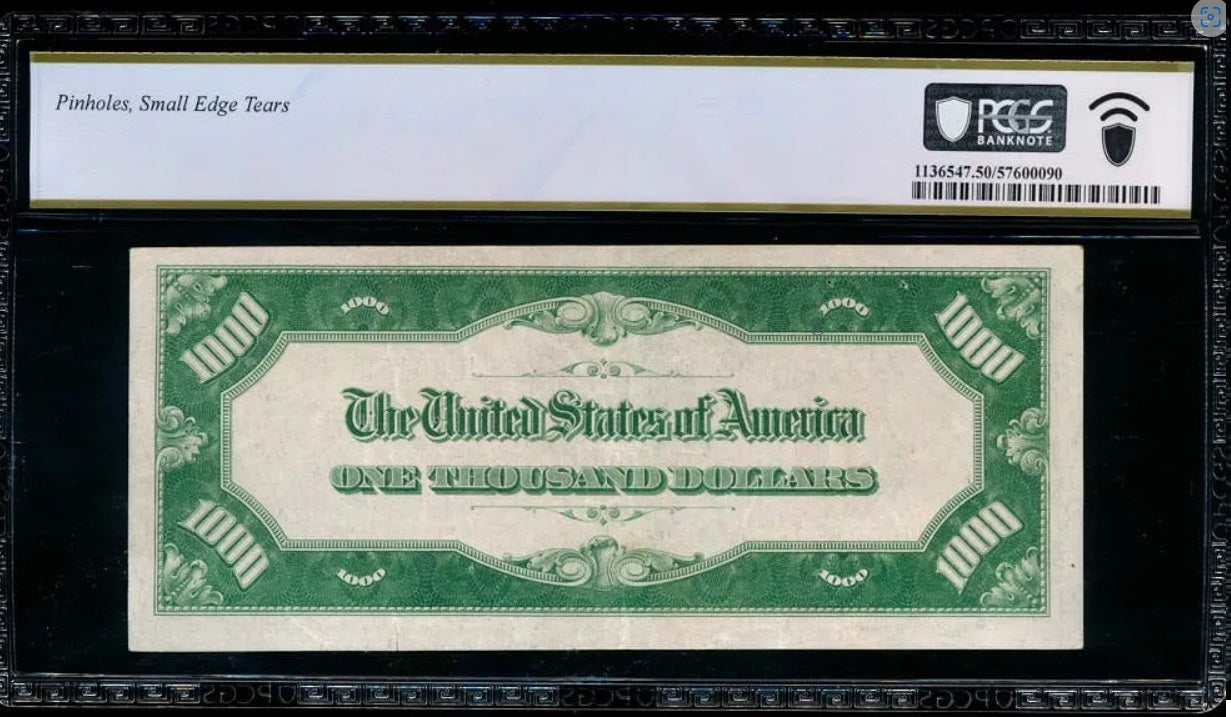 Pinholes, Small Edge Tears
PCGS
BANKNOTE
1136547.50/57600090
1000 1000 1000 1000
The United States of America
ONE THOUSAND DOLLARS
1000 1000 1000 1000